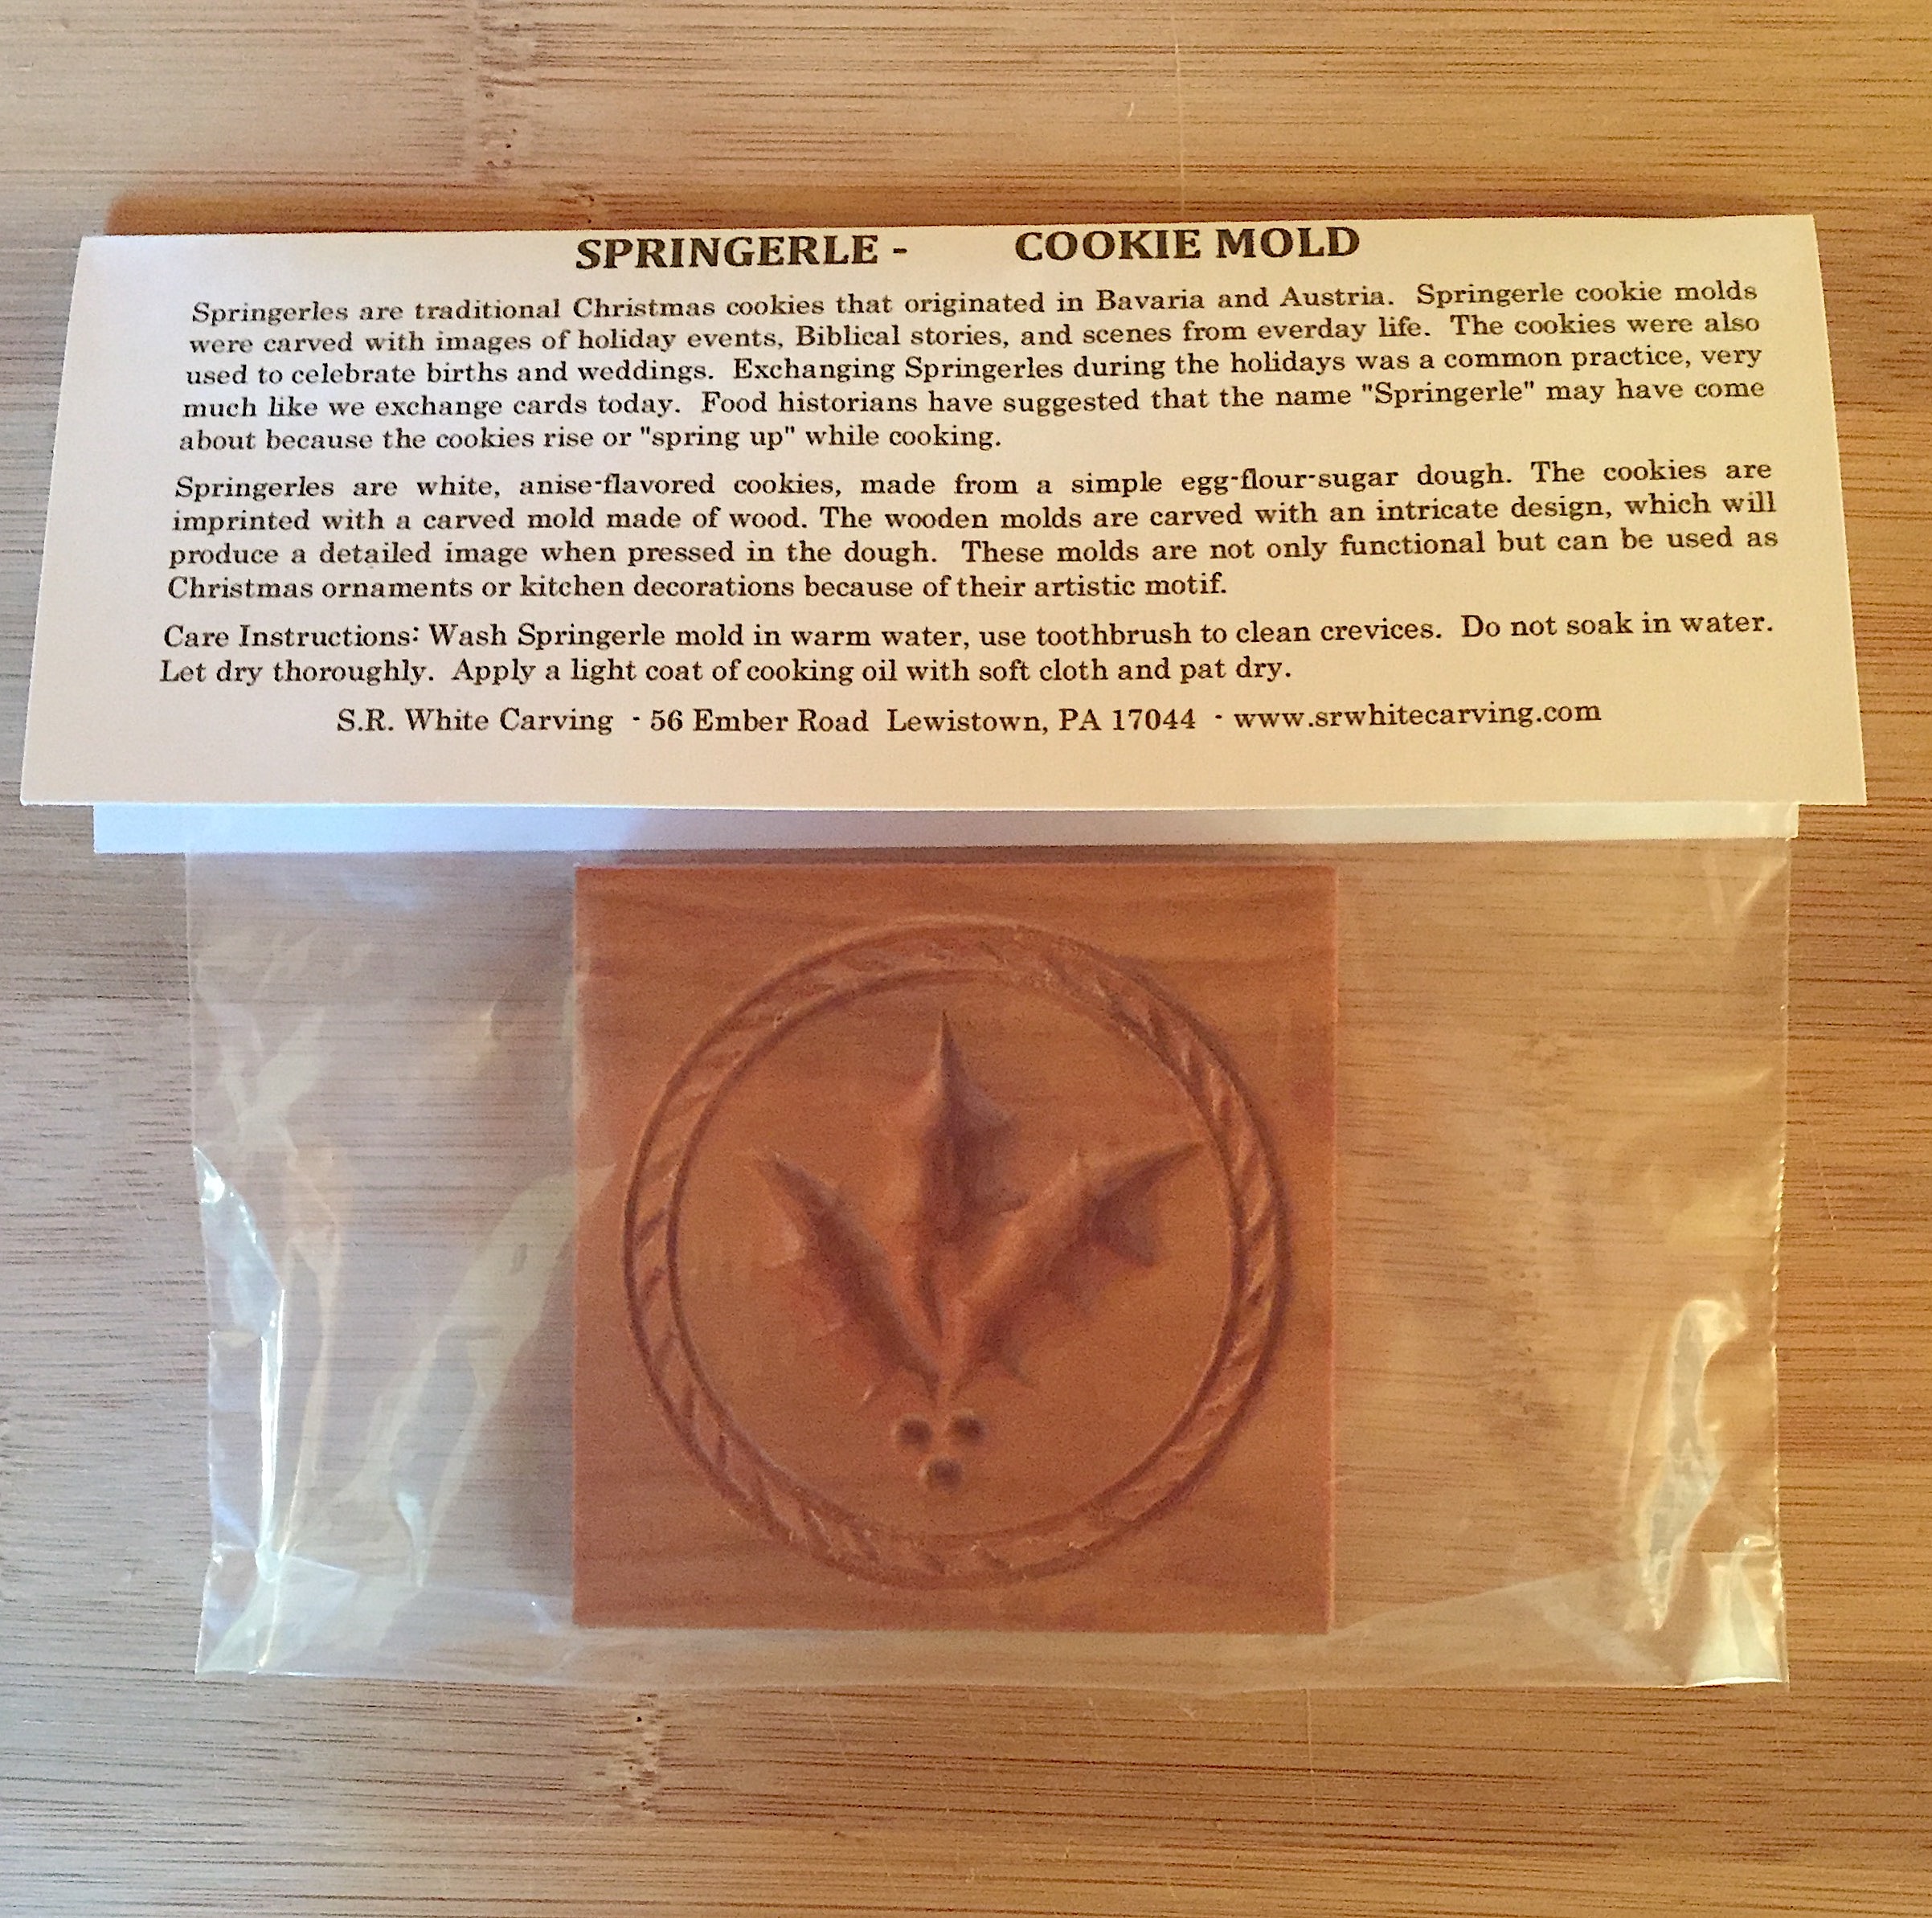 SPRINGERLE - COOKIE MOLD
Springerles are traditional Christmas cookies that originated in Bavaria and Austria. Springerle cookie molds
were carved with images of holiday events, Biblical stories, and scenes from everday life. The cookies were also
used to celebrate births and weddings. Exchanging Springerles during the holidays was a common practice, very
much like we exchange cards today. Food historians have suggested that the name "Springerle" may have come
about because the cookies rise or "spring up" while cooking.
Springerles are white, anise-flavored cookies, made from a simple egg-flour-sugar dough. The cookies are
imprinted with a carved mold made of wood. The wooden molds are carved with an intricate design, which will
produce a detailed image when pressed in the dough. These molds are not only functional but can be used as
Christmas ornaments or kitchen decorations because of their artistic motif.
Care Instructions: Wash Springerle mold in warm water, use toothbrush to clean crevices. Do not soak in water.
Let dry thoroughly. Apply a light coat of cooking oil with soft cloth and pat dry.
S.R. White Carving - 56 Ember Road Lewistown, PA 17044 - www.srwhitecarving.com